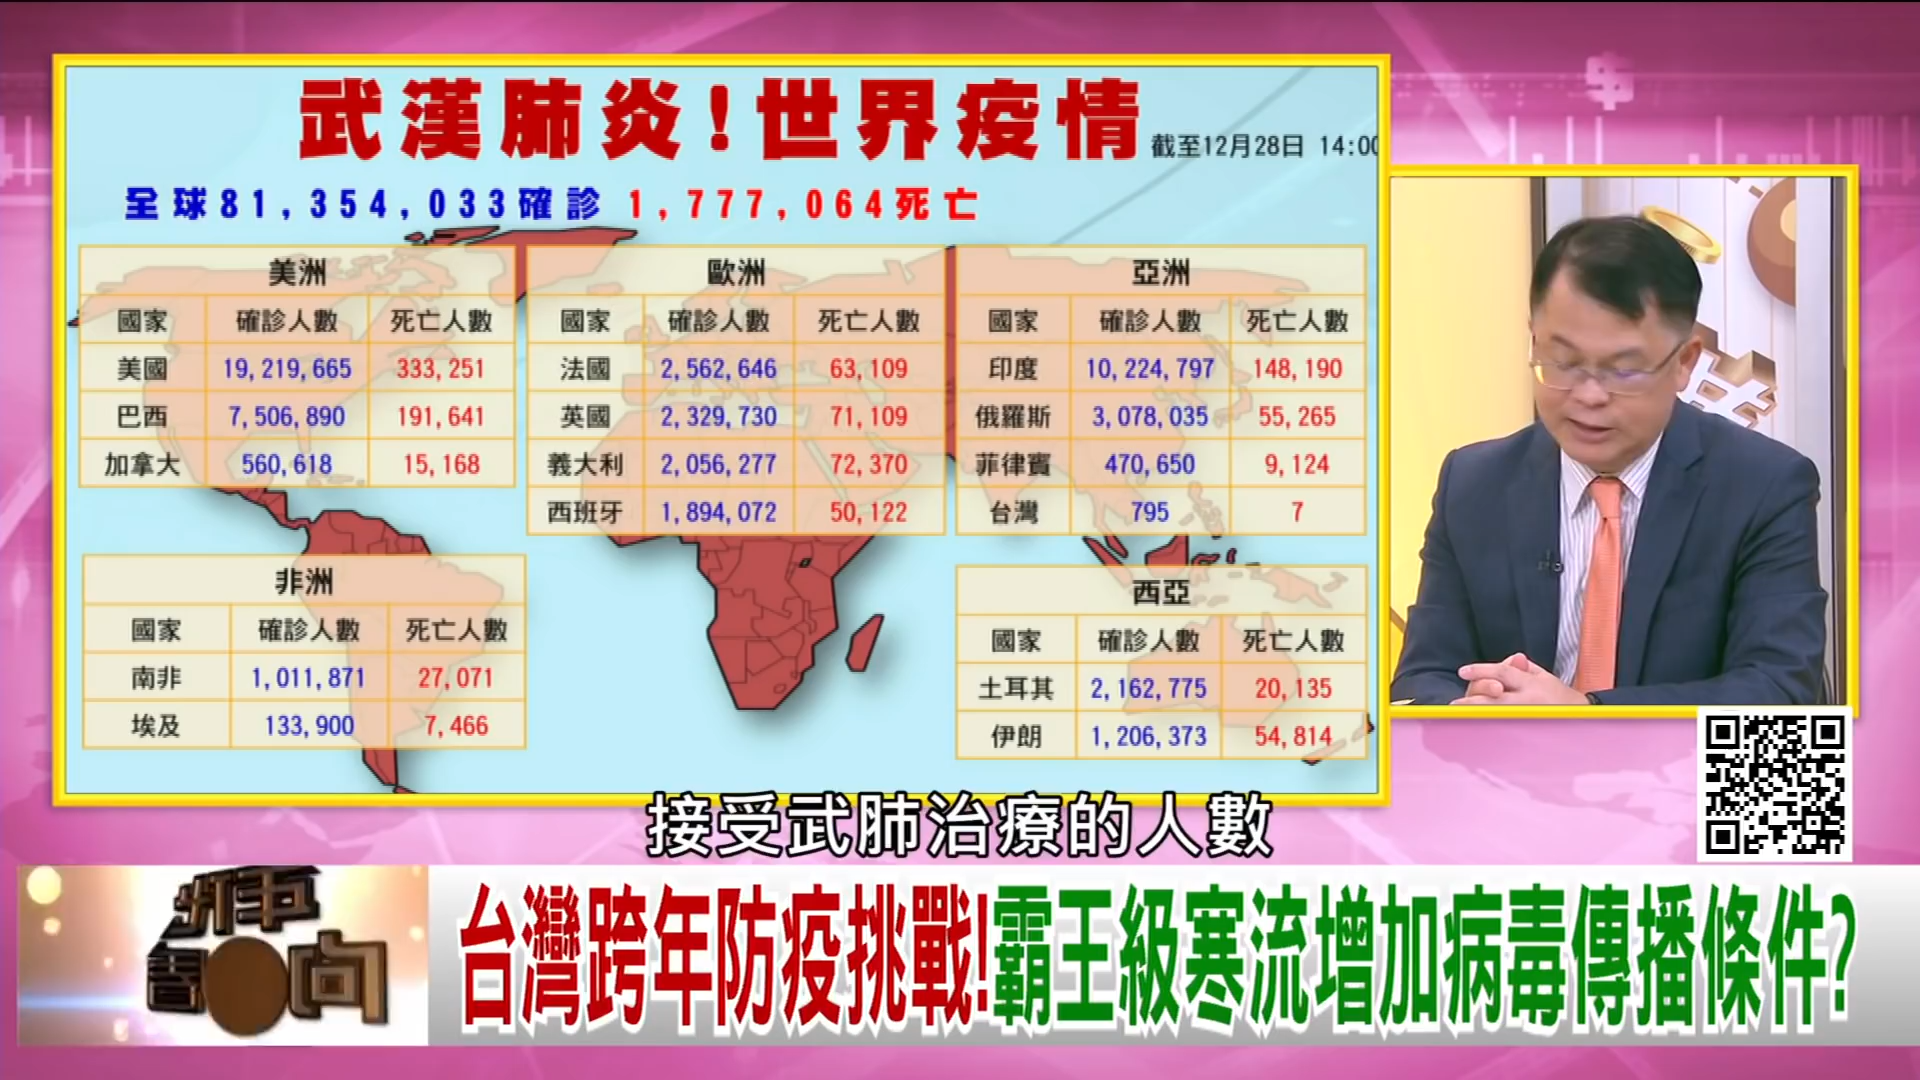 武漢肺炎!世界疫情
截至12月28日 14:00
全球81,354,033確診 1,777,064死亡
美洲
國家 確診人數 死亡人數
美國 19,219,665 333,251
巴西 7,506,890 191,641
加拿大 560,618 15,168
歐洲
國家 確診人數 死亡人數
法國 2,562,646 63,109
英國 2,329,730 71,109
義大利 2,056,277 72,370
西班牙 1,894,072 50,122
亞洲
國家 確診人數 死亡人數
印度 10,224,797 148,190
俄羅斯 3,078,035 55,265
菲律賓 470,650 9,124
台灣 795 7
非洲
國家 確診人數 死亡人數
南非 1,011,871 27,071
埃及 133,900 7,466
西亞
國家 確診人數 死亡人數
土耳其 2,162,775 20,135
伊朗 1,206,373 54,814
接受武肺治療的人數
台灣跨年防疫挑戰!霸王級寒流增加病毒傳播條件?